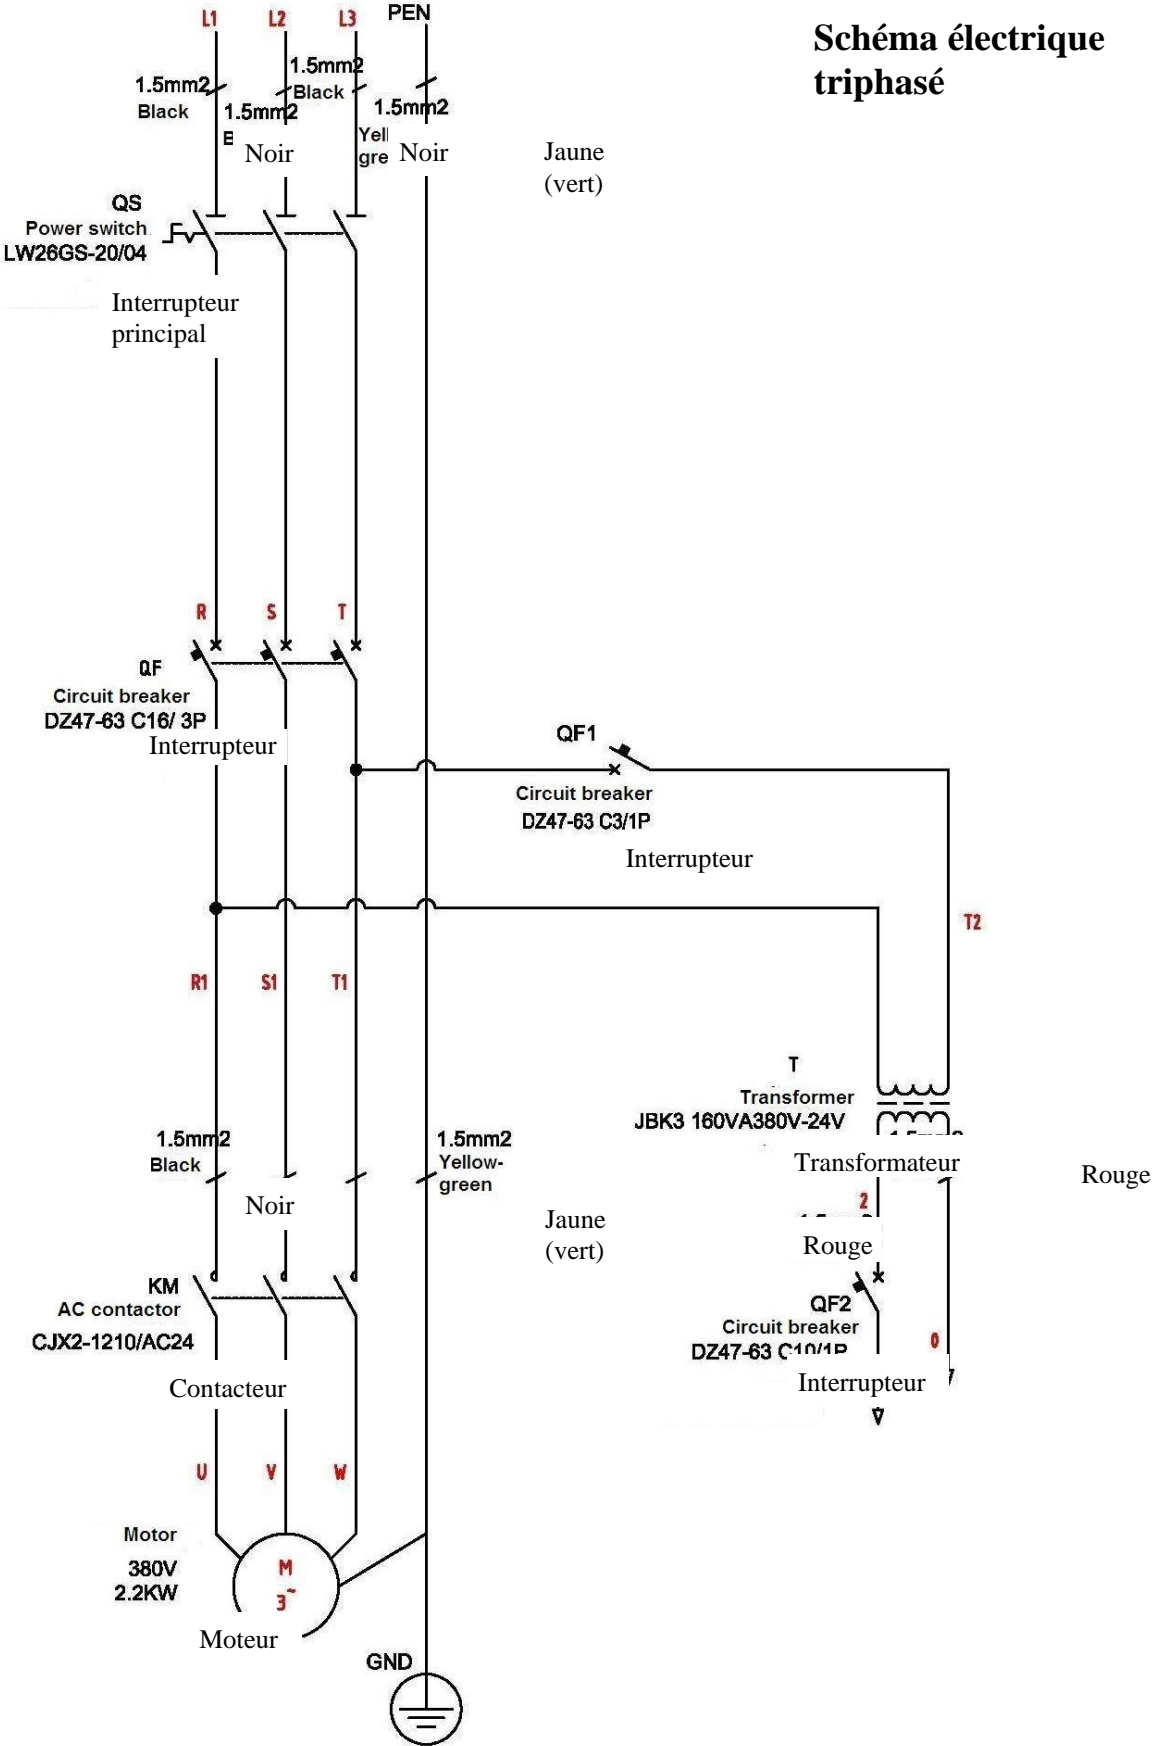 L1
L2
L3
PEN
Schéma électrique
triphasé
1.5mm2
Black
1.5mm2
1.5mm2
Black
1.5mm2
Noir
Noir
Jaune
(vert)
QS
Power switch
LW26GS-20/04
Interrupteur
principal
R
S
T
QF
Circuit breaker
DZ47-63 C16/ 3P
Interrupteur
QF1
Circuit breaker
DZ47-63 C3/1P
Interrupteur
T2
R1
S1
T1
T
Transformer
JBK3 160VA380V-24V
Transformateur
Rouge
1.5mm2
Black
Noir
1.5mm2
Yellow-
green
Jaune
(vert)
2
Rouge
KM
AC contactor
CJX2-1210/AC24
Contacteur
QF2
Circuit breaker
DZ47-63 C10/1P
Interrupteur
0
U
V
W
Motor
380V
2.2KW
M
3~
Moteur
GND